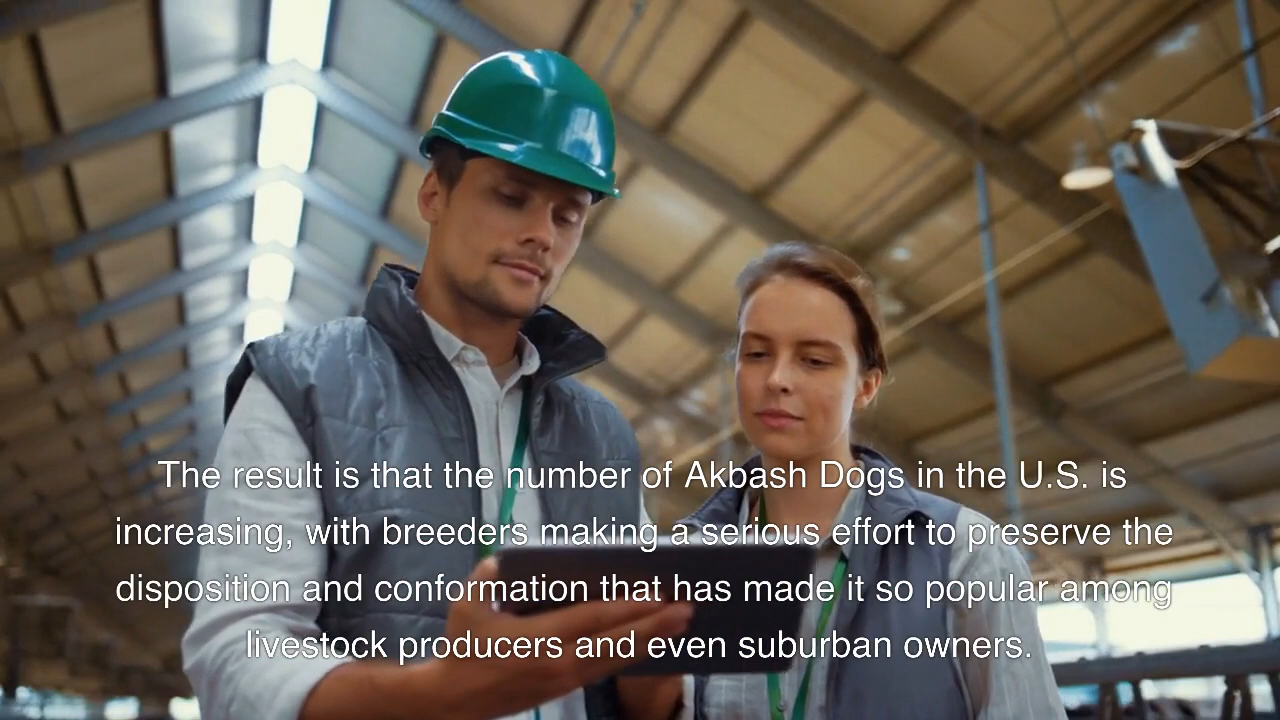 The result is that the number of Akbash Dogs in the U.S. is
increasing, with breeders making a serious effort to preserve the
disposition and conformation that has made it so popular among
livestock producers and even suburban owners.